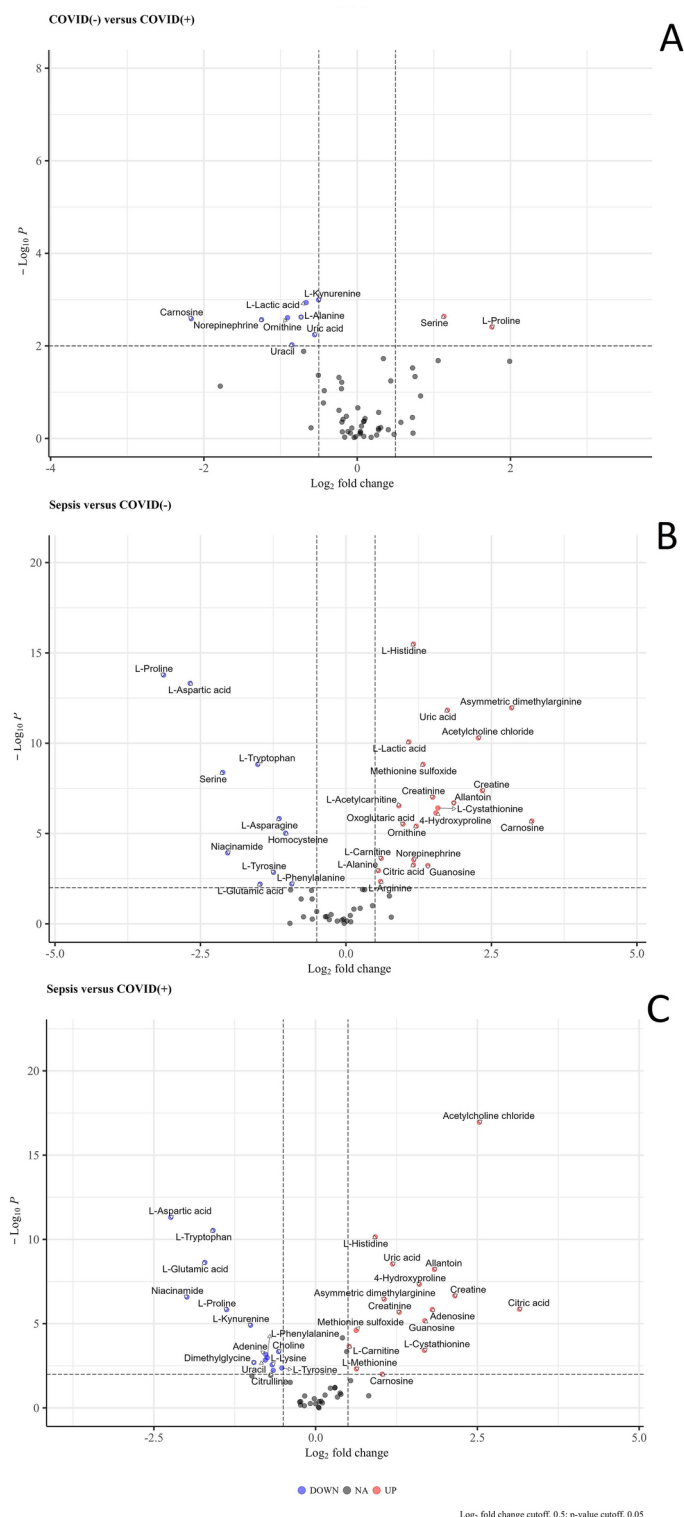 COVID(-) versus COVID(+)
A
8
6
4
2
0
− Log10 P
L-Kynurenine
L-Lactic acid
Carnosine
L-Alanine
Norepinephrine
Ornithine
Uric acid
Uracil
Serine
L-Proline
-4
-2
0
2
Log2 fold change
Sepsis versus COVID(-)
B
20
15
10
5
0
− Log10 P
L-Histidine
L-Proline
L-Aspartic acid
Asymmetric dimethylarginine
Uric acid
Acetylcholine chloride
L-Lactic acid
L-Tryptophan
Serine
Methionine sulfoxide
Creatine
Creatinine
Allantoin
L-Acetylcarnitine
L-Cystathionine
L-Asparagine
Oxoglutaric acid
4-Hydroxyproline
Carnosine
Homocysteine
Ornithine
Niacinamide
L-Carnitine
Norepinephrine
L-Tyrosine
L-Alanine
Citric acid
Guanosine
L-Phenylalanine
L-Glutamic acid
L-Arginine
-5.0
-2.5
0.0
2.5
5.0
Log2 fold change
Sepsis versus COVID(+)
C
20
15
10
5
0
− Log10 P
Acetylcholine chloride
L-Aspartic acid
L-Tryptophan
L-Histidine
Uric acid
Allantoin
L-Glutamic acid
4-Hydroxyproline
Niacinamide
Asymmetric dimethylarginine
Creatine
L-Proline
Creatinine
Adenosine
Citric acid
L-Kynurenine
Methionine sulfoxide
Guanosine
L-Phenylalanine
Adenine
Choline
L-Carnitine
L-Cystathionine
Dimethylglycine
L-Lysine
L-Methionine
Uracil
L-Tyrosine
Citrulline
Carnosine
-2.5
0.0
2.5
5.0
Log2 fold change
DOWN NA UP
Log2 fold change cutoff, 0.5; p-value cutoff, 0.05